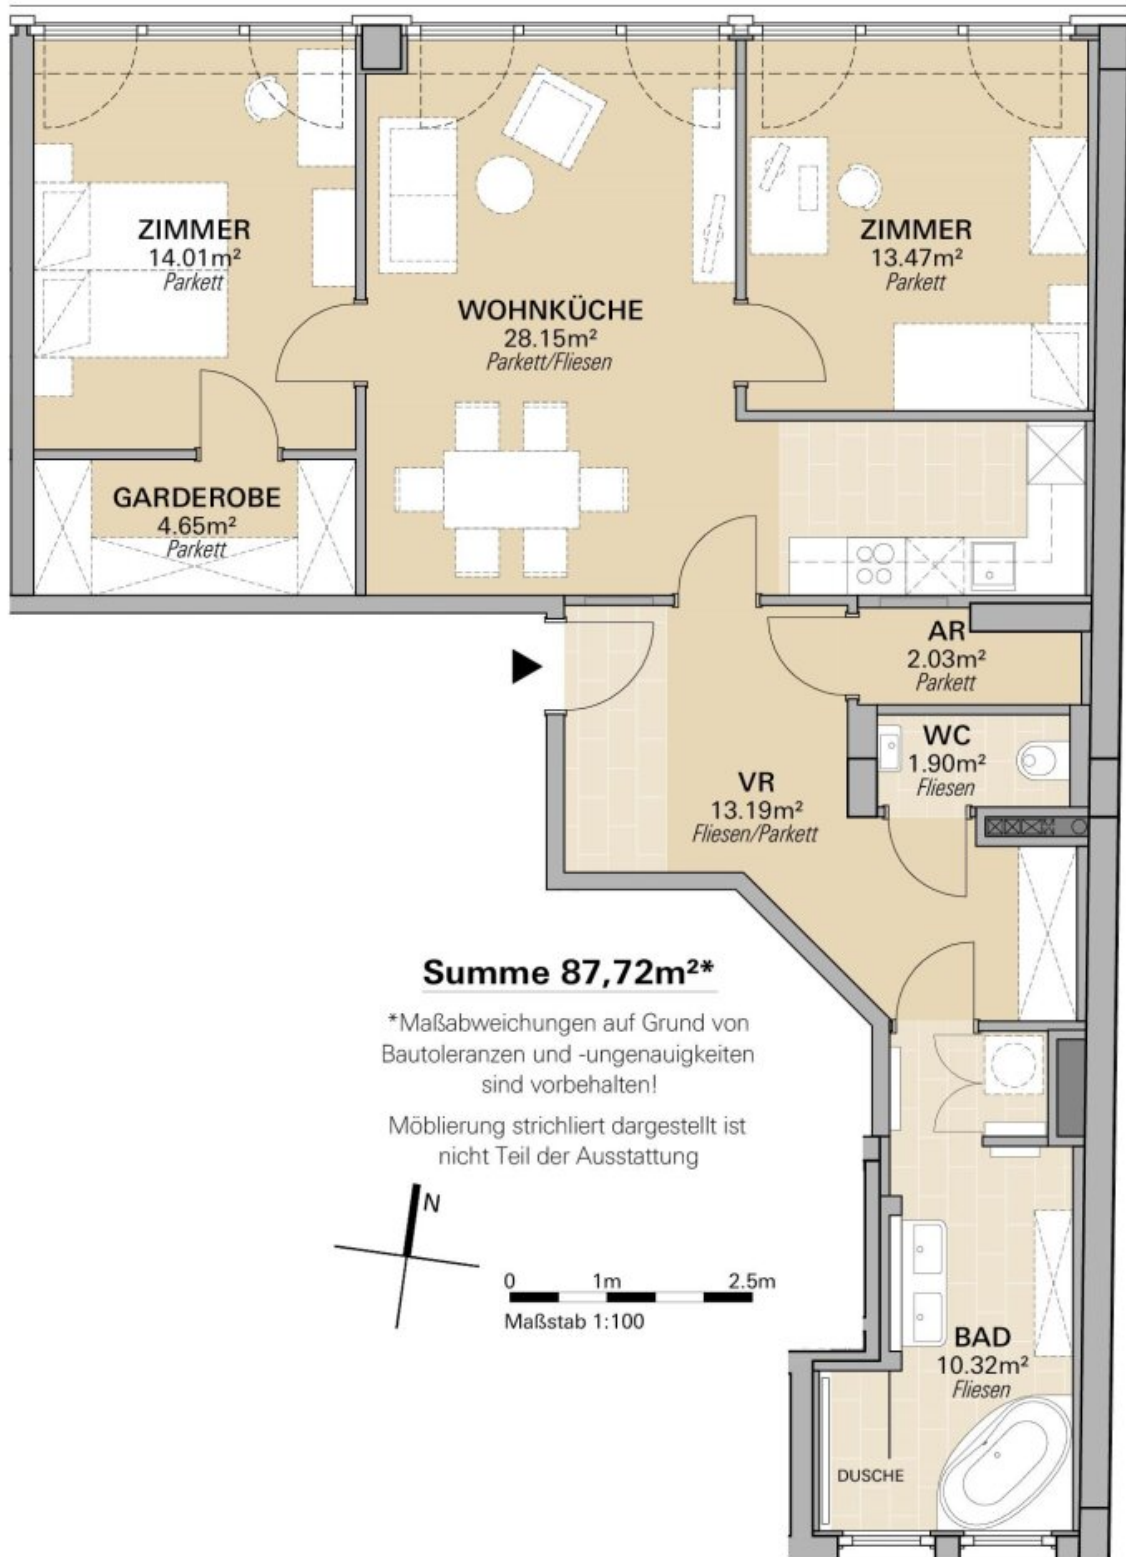 ZIMMER
14.01m²
Parkett
WOHNKÜCHE
28.15m²
Parkett/Fliesen
ZIMMER
13.47m²
Parkett
GARDEROBE
4.65m²
Parkett
AR
2.03m²
Parkett
WC
1.90m²
Fliesen
VR
13.19m²
Fliesen/Parkett
Summe 87,72m²*
*Maßabweichungen auf Grund von
Bautoleranzen und -ungenauigkeiten
sind vorbehalten!
Möblierung strichliert dargestellt ist
nicht Teil der Ausstattung
N
0 1m 2.5m
Maßstab 1:100
BAD
10.32m²
Fliesen
DUSCHE